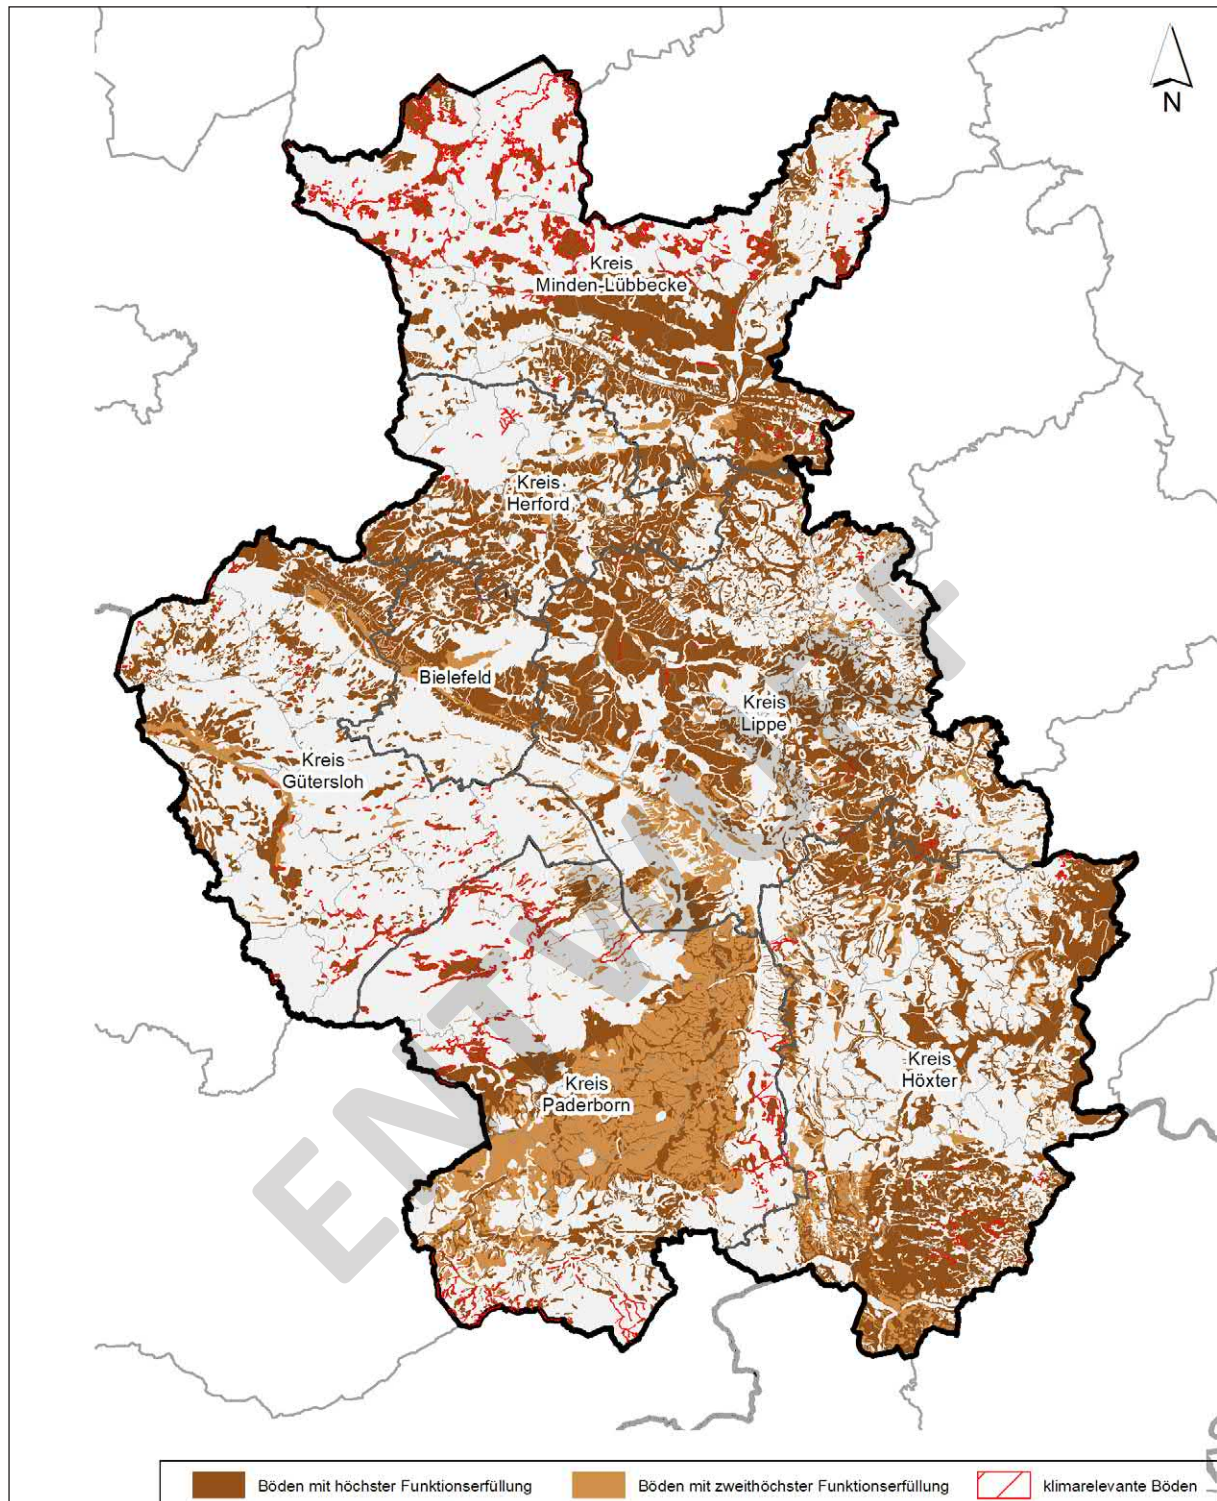 N
Kreis
Minden-Lübbecke
Kreis
Herford
Bielefeld
Kreis
Lippe
Kreis
Gütersloh
Kreis
Höxter
Kreis
Paderborn
ENTWURF
Böden mit höchster Funktionserfüllung
Böden mit zweithöchster Funktionserfüllung
klimarelevante Böden